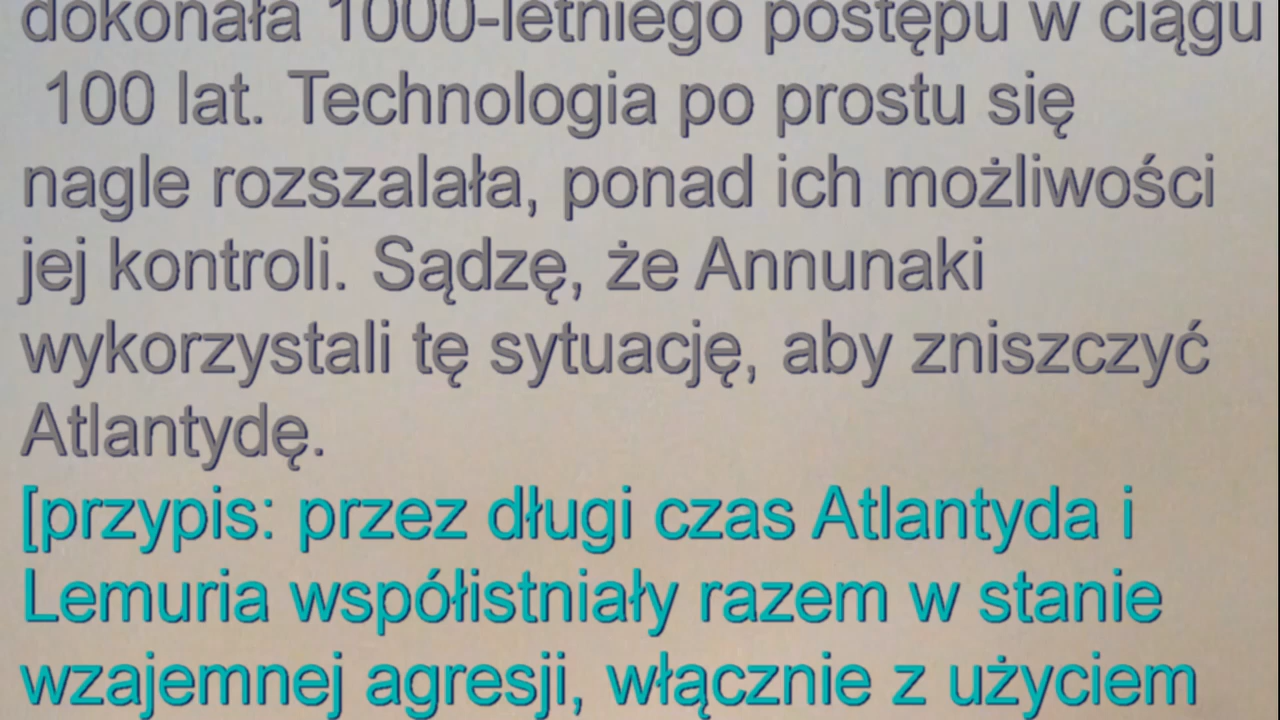 dokonała 1000-letniego postępu w ciągu
100 lat. Technologia po prostu się
nagle rozszalała, ponad ich możliwości
jej kontroli. Sądzę, że Annunaki
wykorzystali tę sytuację, aby zniszczyć
Atlantydę.
[przypis: przez długi czas Atlantyda i
Lemuria współistniały razem w stanie
wzajemnej agresji, włącznie z użyciem